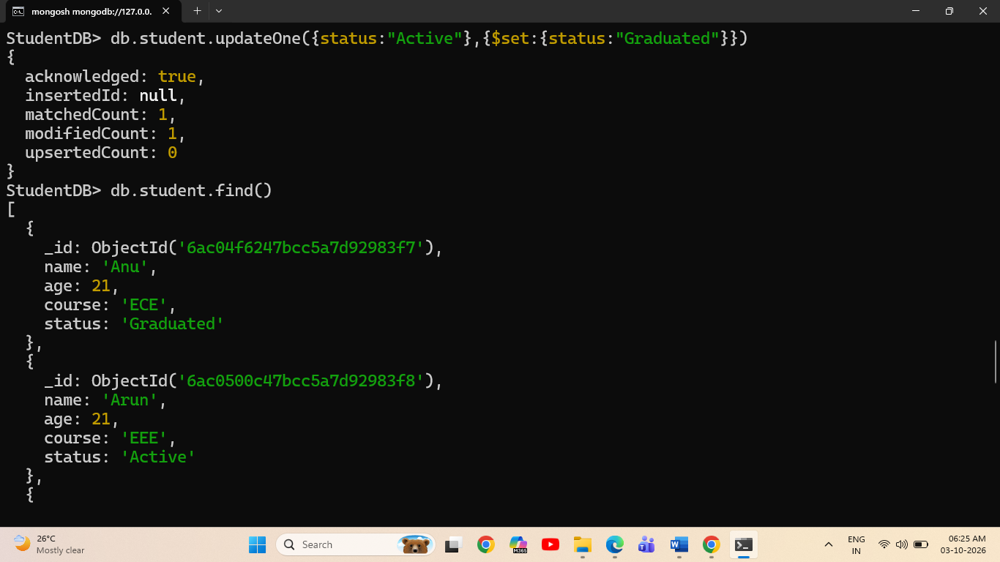 mongosh mongodb://127.0.0.
StudentDB> db.student.updateOne({status:"Active"},{$set:{status:"Graduated"}})
{
  acknowledged: true,
  insertedId: null,
  matchedCount: 1,
  modifiedCount: 1,
  upsertedCount: 0
}
StudentDB> db.student.find()
[
  {
    _id: ObjectId('6ac04f6247bcc5a7d92983f7'),
    name: 'Anu',
    age: 21,
    course: 'ECE',
    status: 'Graduated'
  },
  {
    _id: ObjectId('6ac0500c47bcc5a7d92983f8'),
    name: 'Arun',
    age: 21,
    course: 'EEE',
    status: 'Active'
  },
  {
26°C
Mostly clear
Search
M365
ENG
IN
06:25 AM
03-10-2026